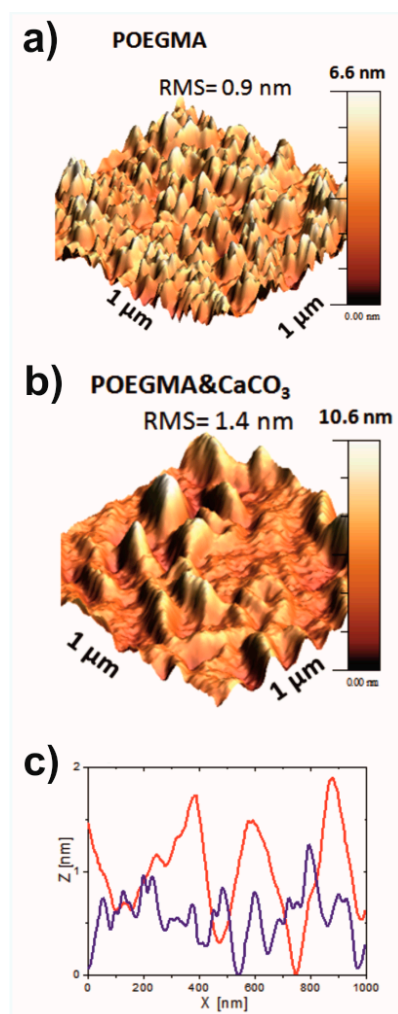 a) POEGMA
RMS= 0.9 nm
6.6 nm
0.00 nm
1 µm 1 µm
b) POEGMA&CaCO₃
RMS= 1.4 nm
10.6 nm
0.00 nm
1 µm 1 µm
c)
2
1
0
Z [nm]
0 200 400 600 800 1000
X [nm]